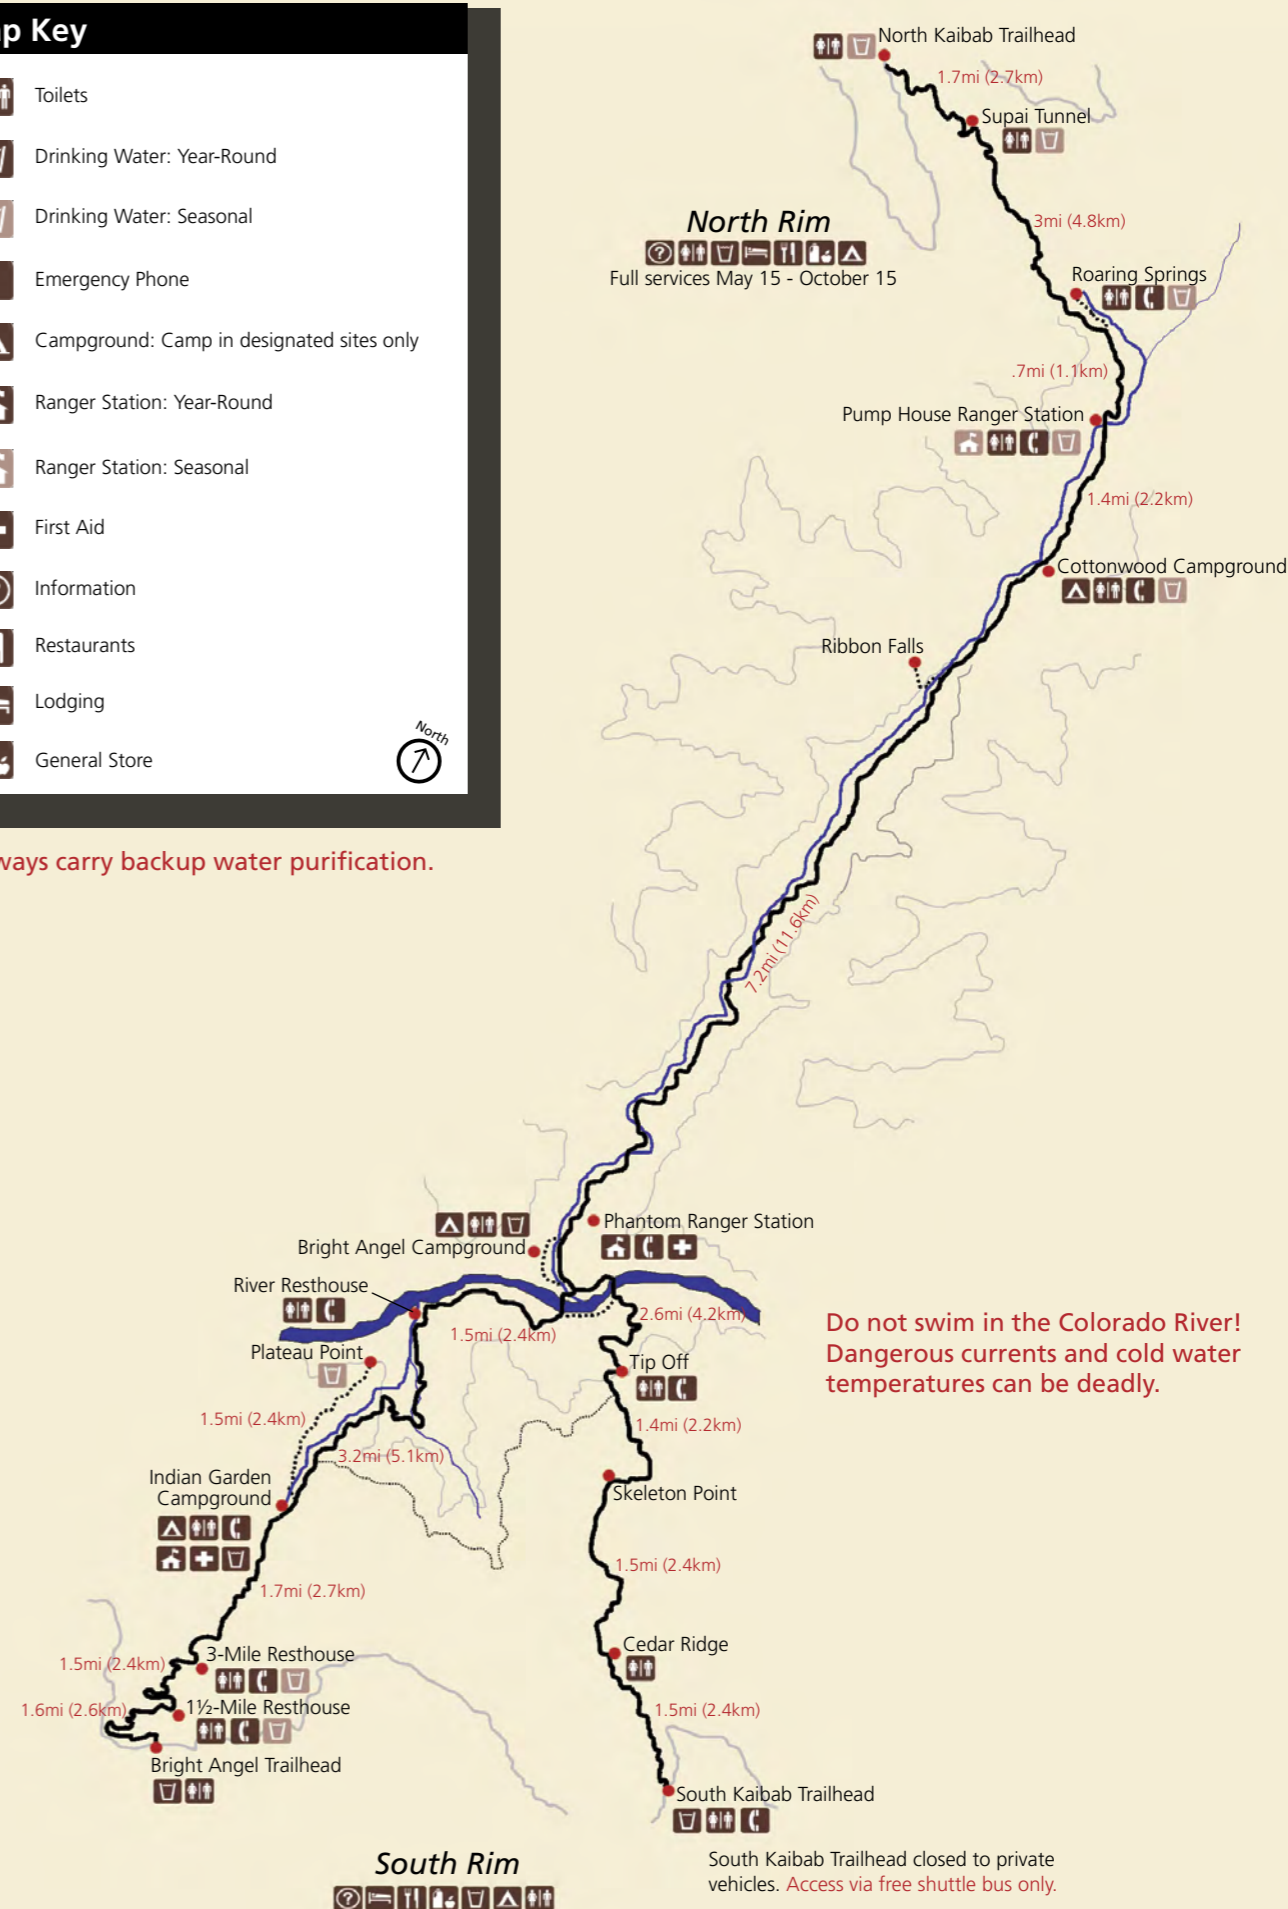 Key
Toilets
Drinking Water: Year-Round
Drinking Water: Seasonal
Emergency Phone
Campground: Camp in designated sites only
Ranger Station: Year-Round
Ranger Station: Seasonal
First Aid
Information
Restaurants
Lodging
General Store
North
carry backup water purification.
North Kaibab Trailhead
1.7mi (2.7km)
Supai Tunnel
3mi (4.8km)
North Rim
Full services May 15 - October 15
Roaring Springs
.7mi (1.1km)
Pump House Ranger Station
1.4mi (2.2km)
Cottonwood Campground
Ribbon Falls
7.2mi (11.6km)
Phantom Ranger Station
Bright Angel Campground
River Resthouse
1.5mi (2.4km)
2.6mi (4.2km)
Do not swim in the Colorado River!
Dangerous currents and cold water
temperatures can be deadly.
Plateau Point
Tip Off
1.5mi (2.4km)
1.4mi (2.2km)
3.2mi (5.1km)
Indian Garden
Campground
Skeleton Point
1.5mi (2.4km)
1.7mi (2.7km)
Cedar Ridge
3-Mile Resthouse
1.5mi (2.4km)
1½-Mile Resthouse
1.6mi (2.6km)
1.5mi (2.4km)
Bright Angel Trailhead
South Kaibab Trailhead
South Kaibab Trailhead closed to private
vehicles. Access via free shuttle bus only.
South Rim